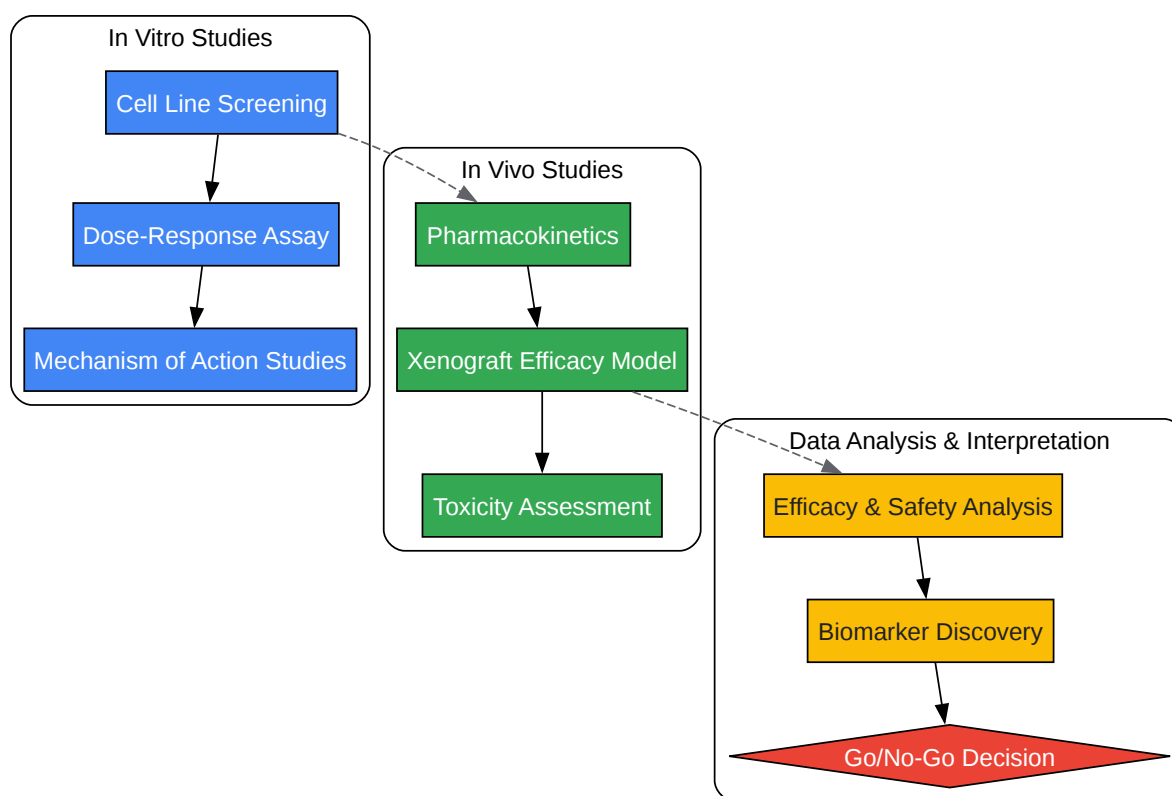 In Vitro Studies
Cell Line Screening
Dose-Response Assay
Mechanism of Action Studies
In Vivo Studies
Pharmacokinetics
Xenograft Efficacy Model
Toxicity Assessment
Data Analysis & Interpretation
Efficacy & Safety Analysis
Biomarker Discovery
Go/No-Go Decision